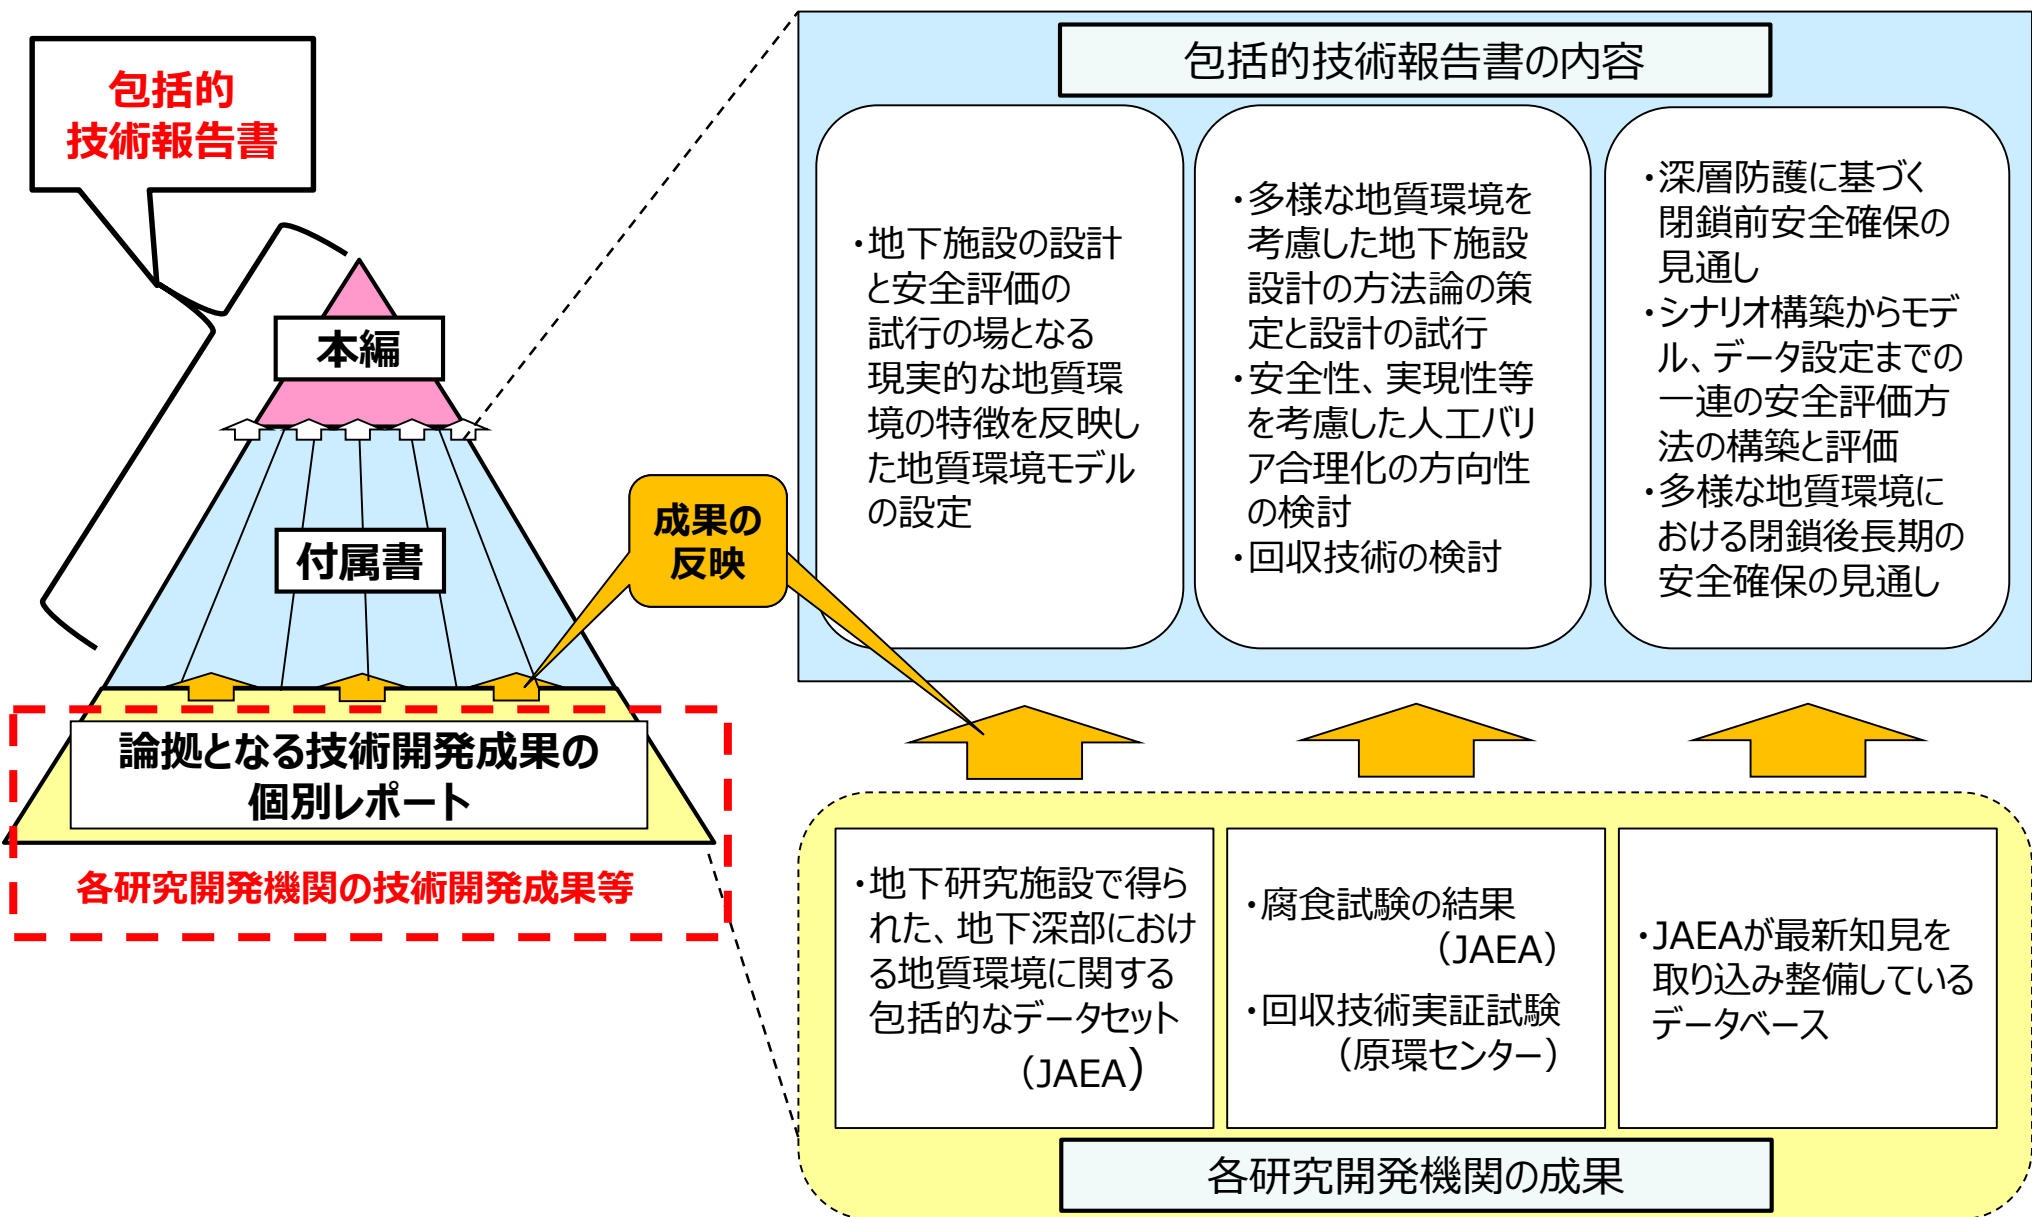 包括的
技術報告書
本編
付属書
成果の
反映
論拠となる技術開発成果の
個別レポート
各研究開発機関の技術開発成果等
包括的技術報告書の内容
・地下施設の設計
と安全評価の
試行の場となる
現実的な地質環
境の特徴を反映し
た地質環境モデル
の設定
・多様な地質環境を
考慮した地下施設
設計の方法論の策
定と設計の試行
・安全性、実現性等
を考慮した人工バリ
ア合理化の方向性
の検討
・回収技術の検討
・深層防護に基づく
閉鎖前安全確保の
見通し
・シナリオ構築からモデ
ル、データ設定までの
一連の安全評価方
法の構築と評価
・多様な地質環境に
おける閉鎖後長期の
安全確保の見通し
・地下研究施設で得ら
れた、地下深部におけ
る地質環境に関する
包括的なデータセット
（JAEA）
・腐食試験の結果
（JAEA）
・回収技術実証試験
（原環センター）
・JAEAが最新知見を
取り込み整備している
データベース
各研究開発機関の成果